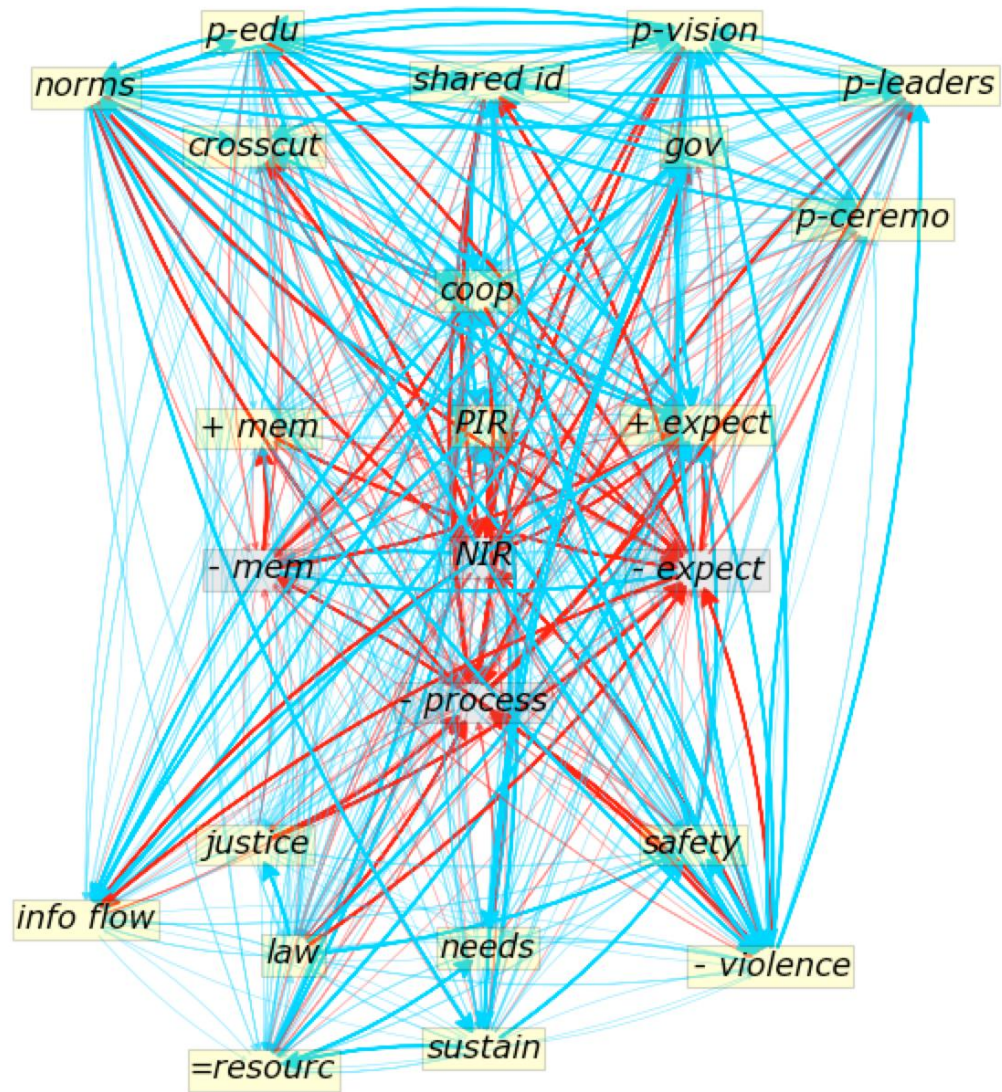 p-edu
p-vision
norms
shared id
p-leaders
crosscut
gov
p-ceremo
coop
+ mem
PIR
+ expect
- mem
NIR
- expect
- process
justice
safety
info flow
law
needs
- violence
=resourc
sustain